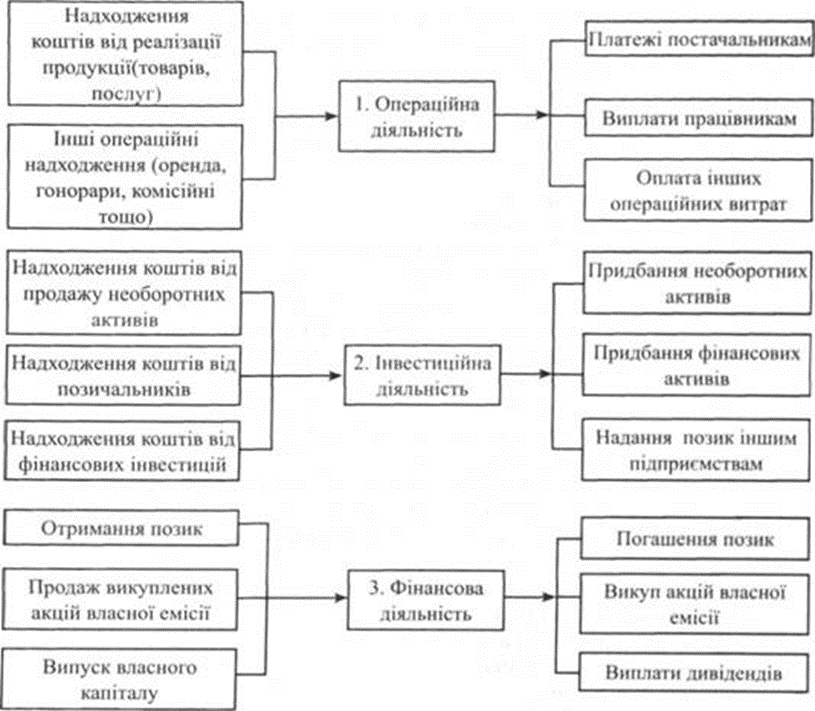 Надходження
коштів від реалізації
продукції(товарів,
послуг)
Інші операційні
надходження (оренда,
гонорари, комісійні
тощо)
1. Операційна
діяльність
Платежі постачальникам
Виплати працівникам
Оплата інших
операційних витрат
Надходження коштів від
продажу необоротних
активів
Надходження коштів від
позичальників
Надходження коштів від
фінансових інвестицій
2. Інвестиційна
діяльність
Придбання необоротних
активів
Придбання фінансових
активів
Надання позик іншим
підприємствам
Отримання позик
Продаж викуплених
акцій власної емісії
Випуск власного
капіталу
3. Фінансова
діяльність
Погашення позик
Викуп акцій власної
емісії
Виплати дивідендів